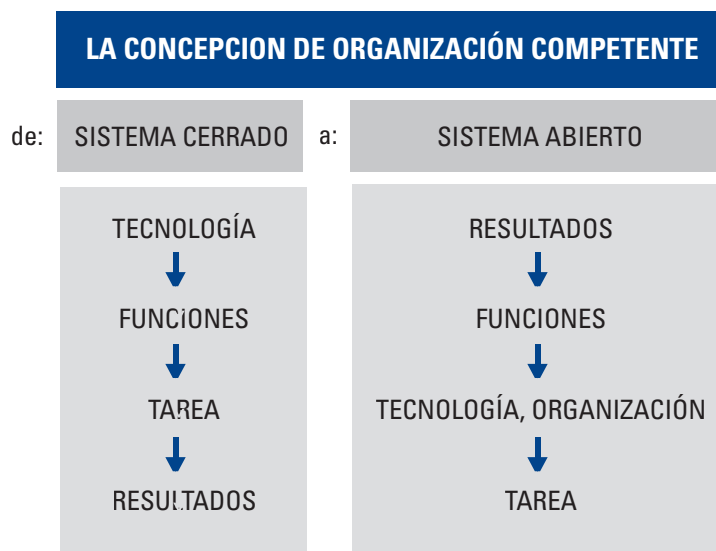 LA CONCEPCION DE ORGANIZACIÓN COMPETENTE
de: SISTEMA CERRADO a: SISTEMA ABIERTO
TECNOLOGÍA
FUNCIONES
TAREA
RESULTADOS
RESULTADOS
FUNCIONES
TECNOLOGÍA, ORGANIZACIÓN
TAREA